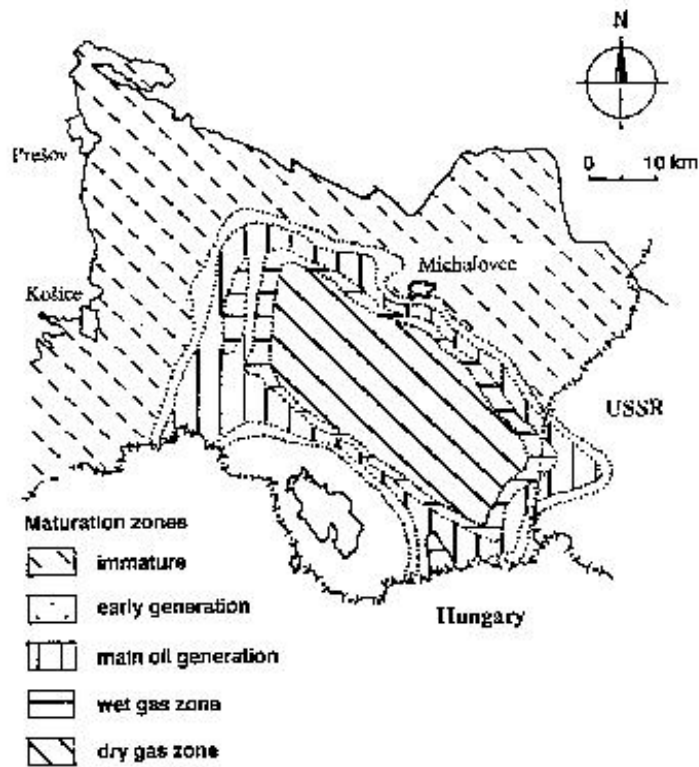 N
0 10 km
Prešov
Michalovce
Košice
USSR
Maturation zones
immature
early generation
main oil generation
wet gas zone
dry gas zone
Hungary